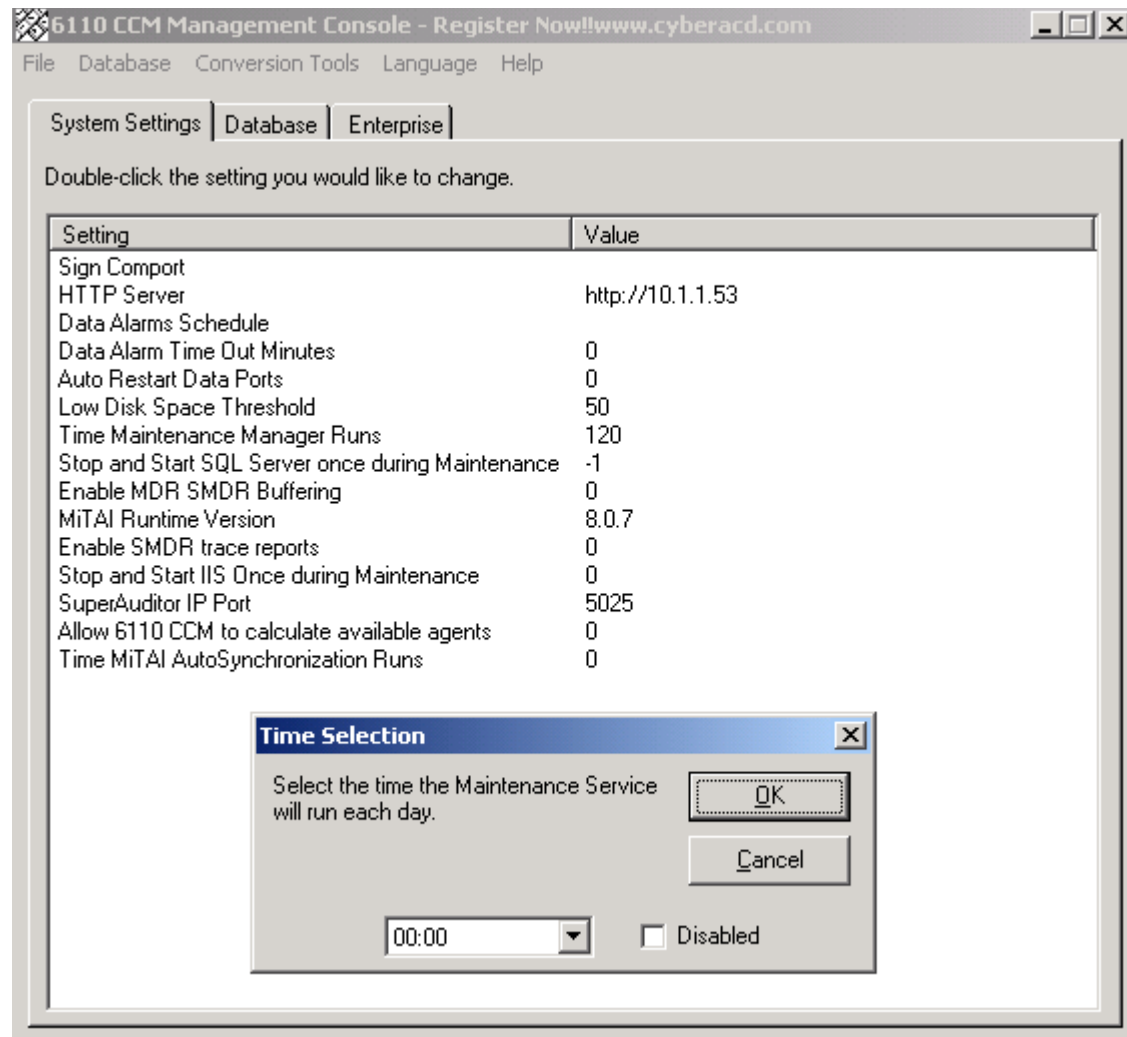 6110 CCM Management Console - Register Now!!www.cyberacd.com
File Database Conversion Tools Language Help
System Settings Database Enterprise
Double-click the setting you would like to change.
Setting Value
Sign Comport
HTTP Server http://10.1.1.53
Data Alarms Schedule
Data Alarm Time Out Minutes 0
Auto Restart Data Ports 0
Low Disk Space Threshold 50
Time Maintenance Manager Runs 120
Stop and Start SQL Server once during Maintenance -1
Enable MDR SMDR Buffering 0
MiTAI Runtime Version 8.0.7
Enable SMDR trace reports 0
Stop and Start IIS Once during Maintenance 0
SuperAuditor IP Port 5025
Allow 6110 CCM to calculate available agents 0
Time MiTAI AutoSynchronization Runs 0
Time Selection
Select the time the Maintenance Service
will run each day.
OK
Cancel
00:00 Disabled